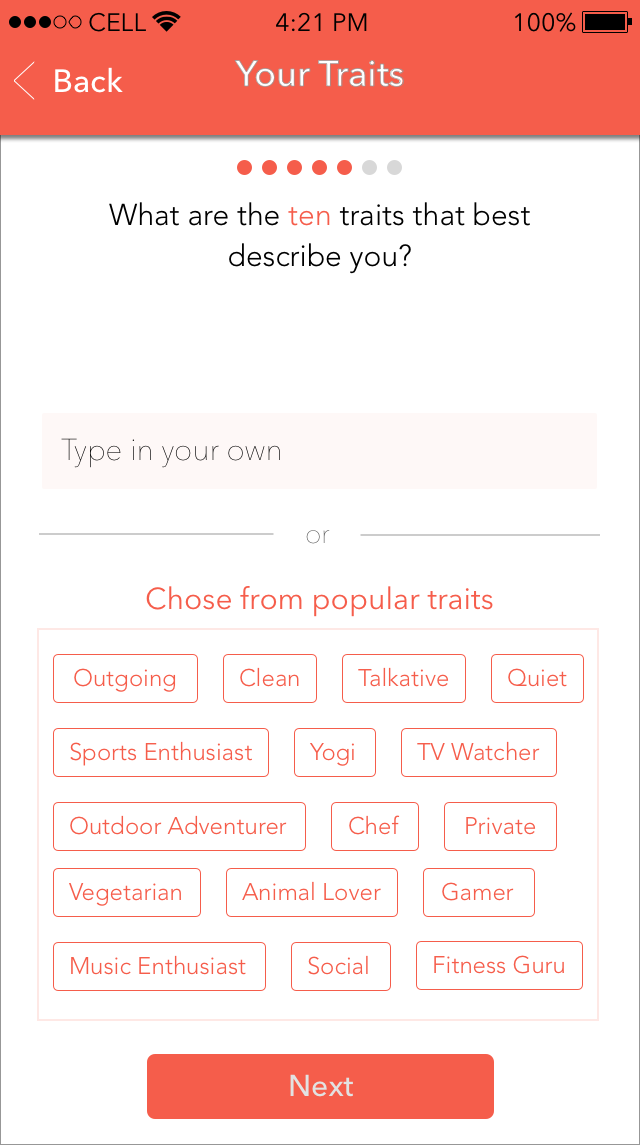 CELL 4:21 PM 100%
Back Your Traits
What are the ten traits that best
describe you?
Type in your own
or
Chose from popular traits
Outgoing Clean Talkative Quiet
Sports Enthusiast Yogi TV Watcher
Outdoor Adventurer Chef Private
Vegetarian Animal Lover Gamer
Music Enthusiast Social Fitness Guru
Next